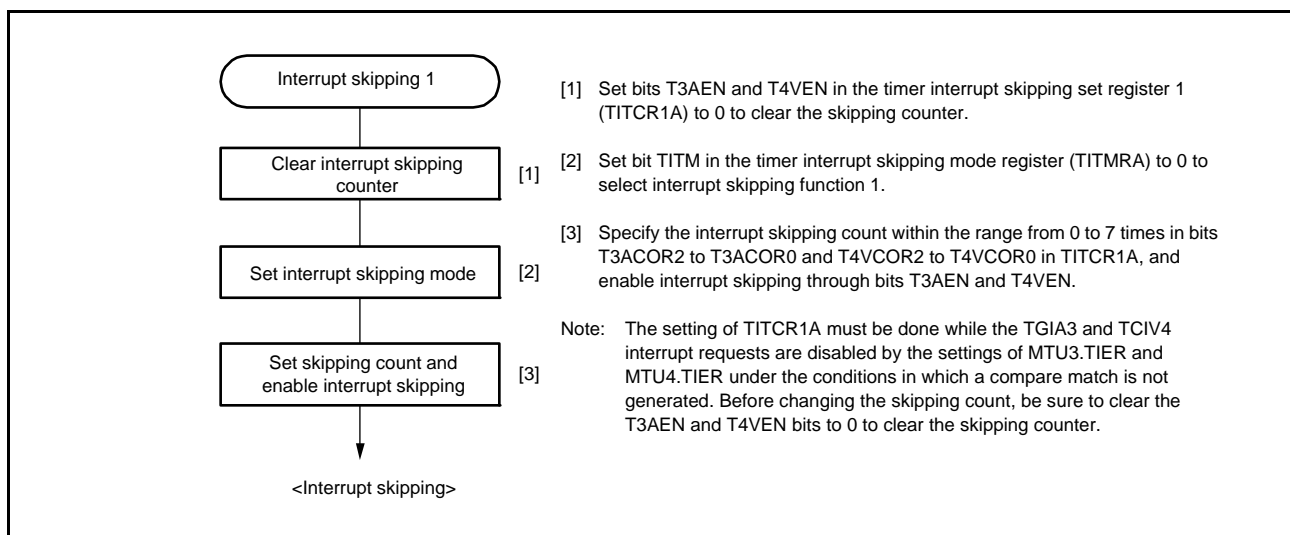 Interrupt skipping 1
Clear interrupt skipping
counter
[1]
Set interrupt skipping mode
[2]
Set skipping count and
enable interrupt skipping
[3]
<Interrupt skipping>
[1] Set bits T3AEN and T4VEN in the timer interrupt skipping set register 1
(TITCR1A) to 0 to clear the skipping counter.
[2] Set bit TITM in the timer interrupt skipping mode register (TITMRA) to 0 to
select interrupt skipping function 1.
[3] Specify the interrupt skipping count within the range from 0 to 7 times in bits
T3ACOR2 to T3ACOR0 and T4VCOR2 to T4VCOR0 in TITCR1A, and
enable interrupt skipping through bits T3AEN and T4VEN.
Note: The setting of TITCR1A must be done while the TGIA3 and TCIV4
interrupt requests are disabled by the settings of MTU3.TIER and
MTU4.TIER under the conditions in which a compare match is not
generated. Before changing the skipping count, be sure to clear the
T3AEN and T4VEN bits to 0 to clear the skipping counter.